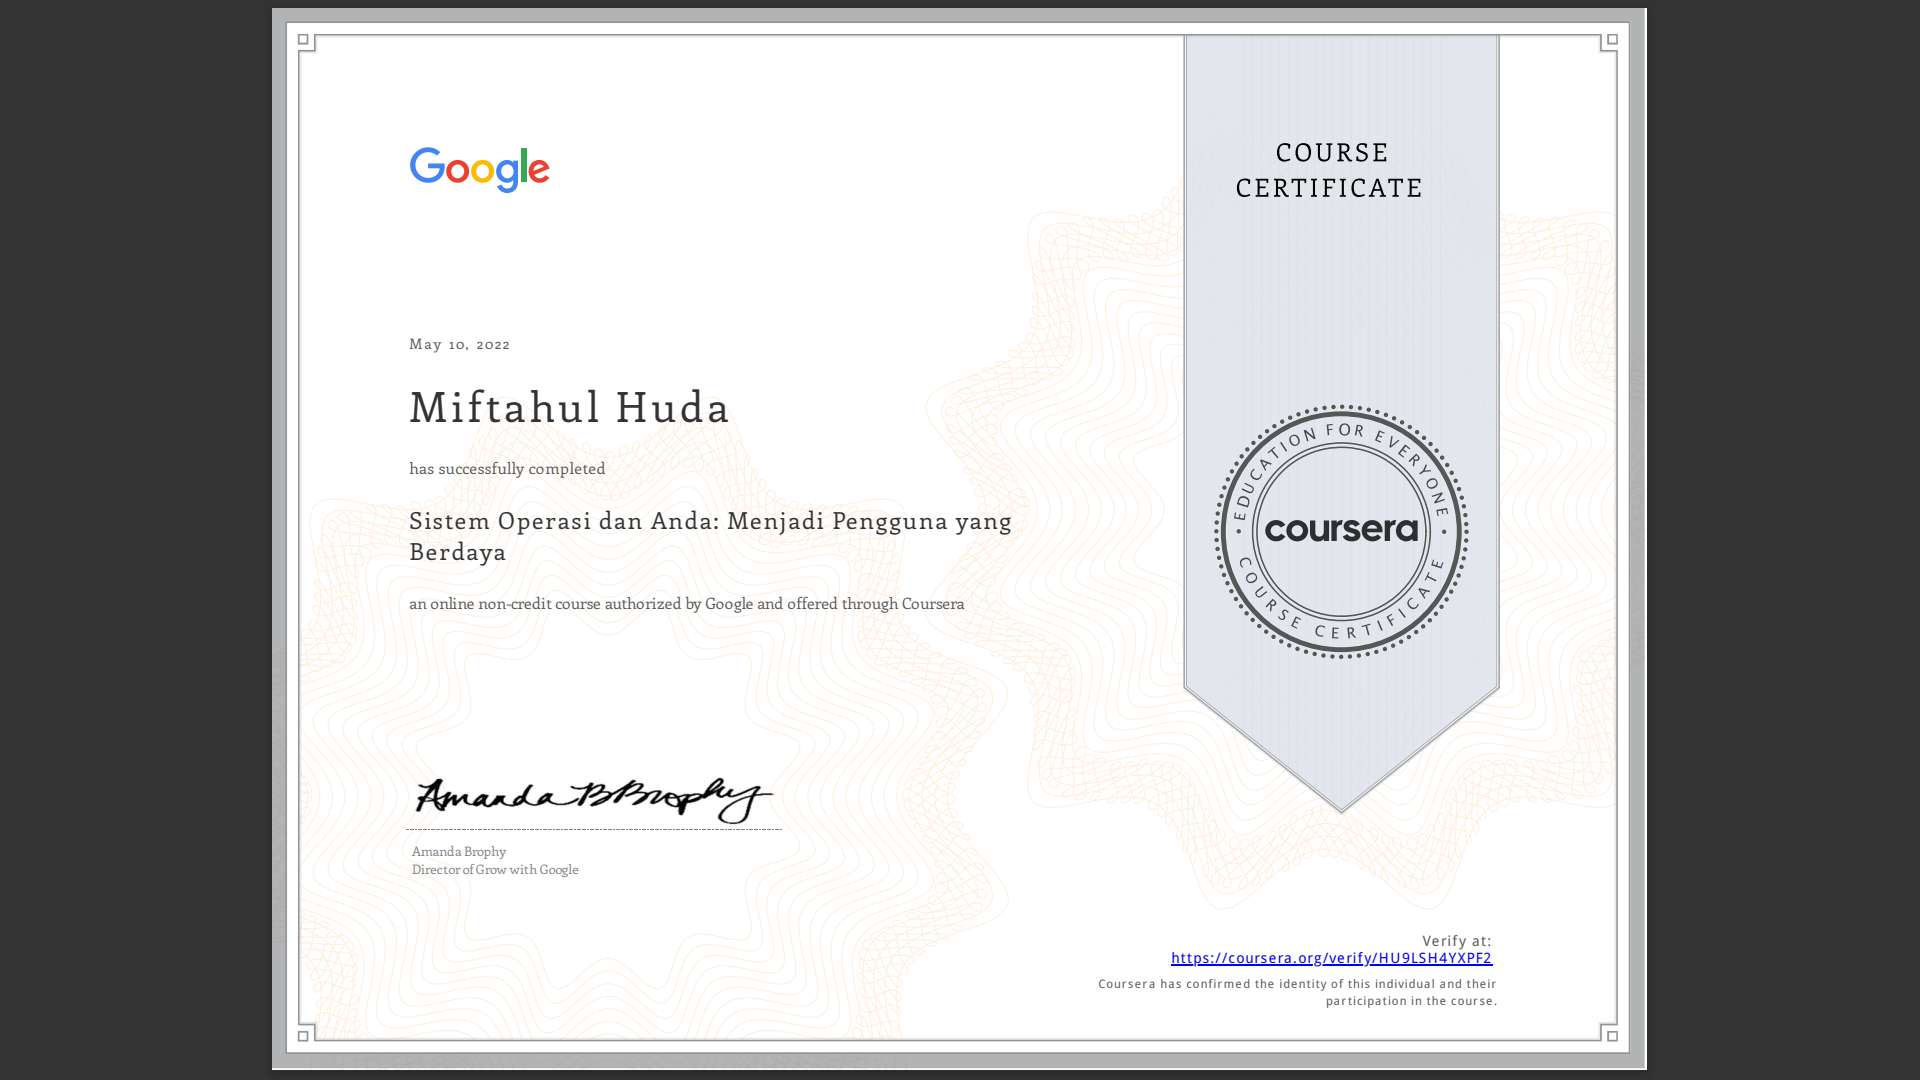 Google
COURSE
CERTIFICATE
May 10, 2022
Miftahul Huda
has successfully completed
Sistem Operasi dan Anda: Menjadi Pengguna yang
Berdaya
an online non-credit course authorized by Google and offered through Coursera
EDUCATION FOR EVERYONE
coursera
COURSE CERTIFICATE
Amanda B Brophy
Amanda Brophy
Director of Grow with Google
Verify at:
https://coursera.org/verify/HU9LSH4YXPF2
Coursera has confirmed the identity of this individual and their
participation in the course.